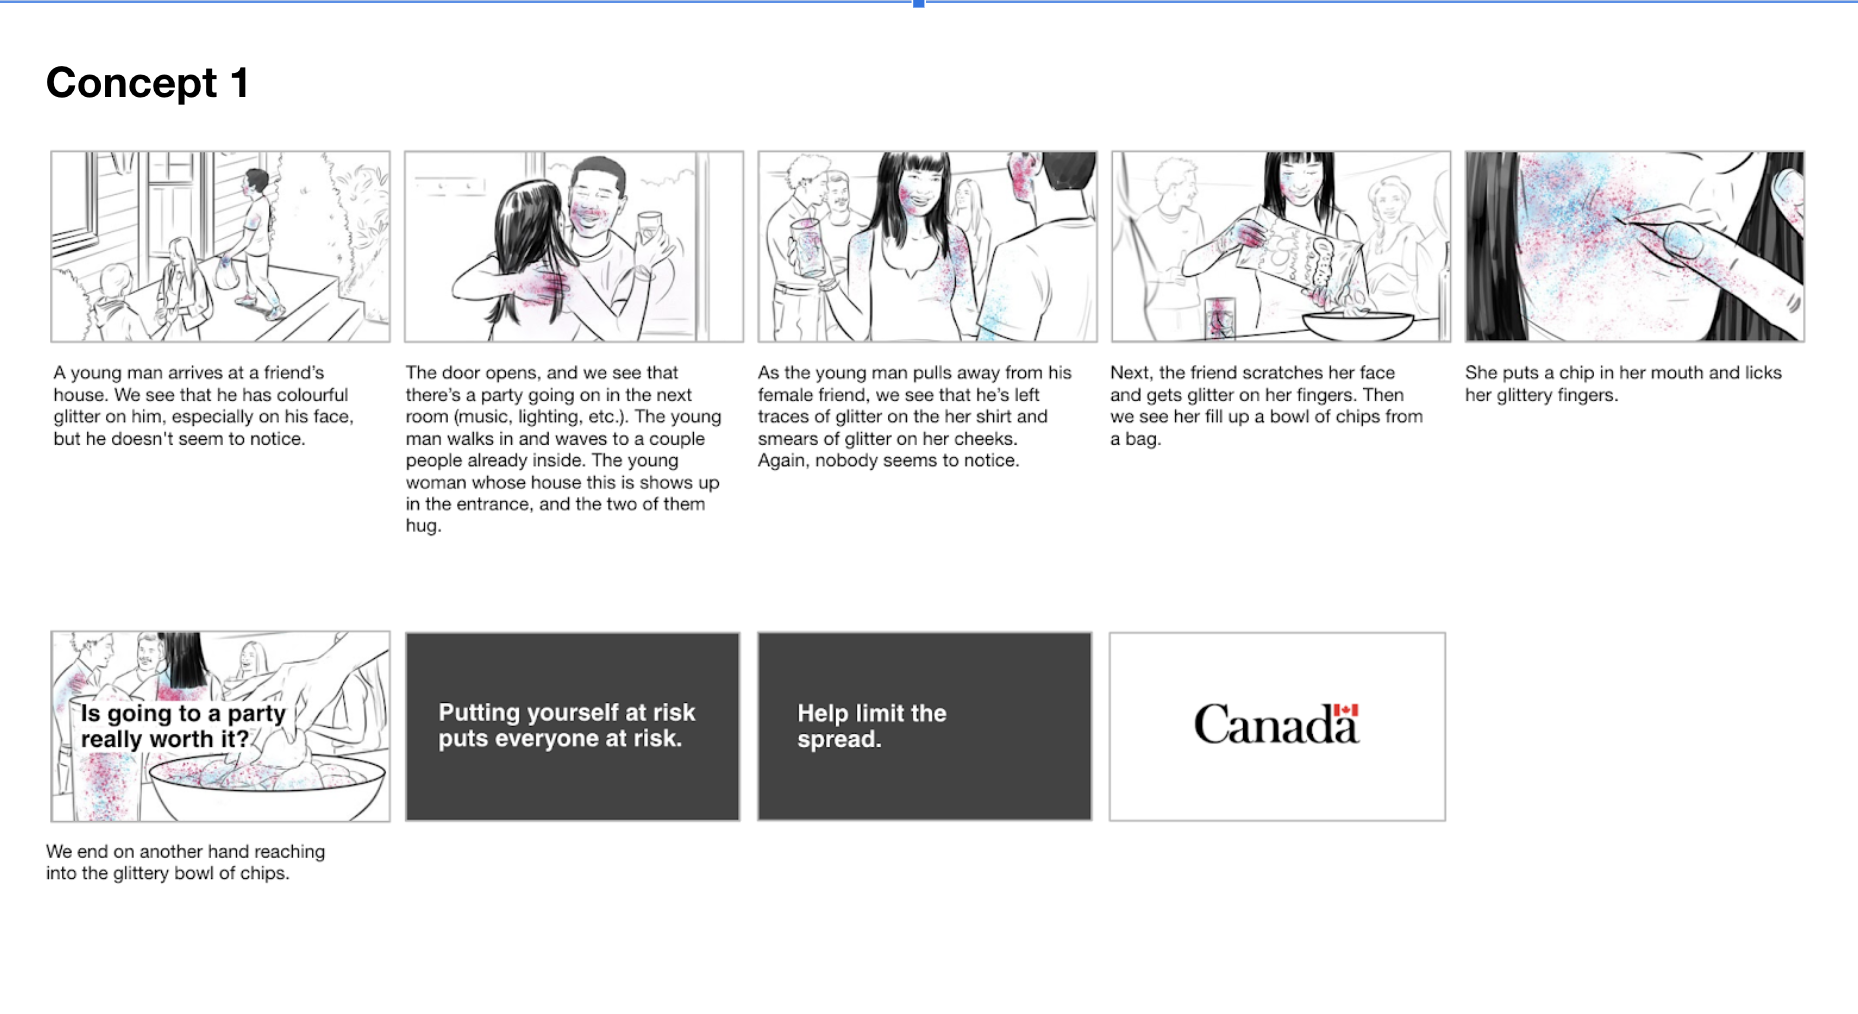 Concept 1
A young man arrives at a friend's
house. We see that he has colourful
glitter on him, especially on his face,
but he doesn't seem to notice.
The door opens, and we see that
there's a party going on in the next
room (music, lighting, etc.). The young
man walks in and waves to a couple
people already inside. The young
woman whose house this is shows up
in the entrance, and the two of them
hug.
As the young man pulls away from his
female friend, we see that he's left
traces of glitter on the her shirt and
smears of glitter on her cheeks.
Again, nobody seems to notice.
Next, the friend scratches her face
and gets glitter on her fingers. Then
we see her fill up a bowl of chips from
a bag.
She puts a chip in her mouth and licks
her glittery fingers.
Is going to a party
really worth it?
We end on another hand reaching
into the glittery bowl of chips.
Putting yourself at risk
puts everyone at risk.
Help limit the
spread.
Canada